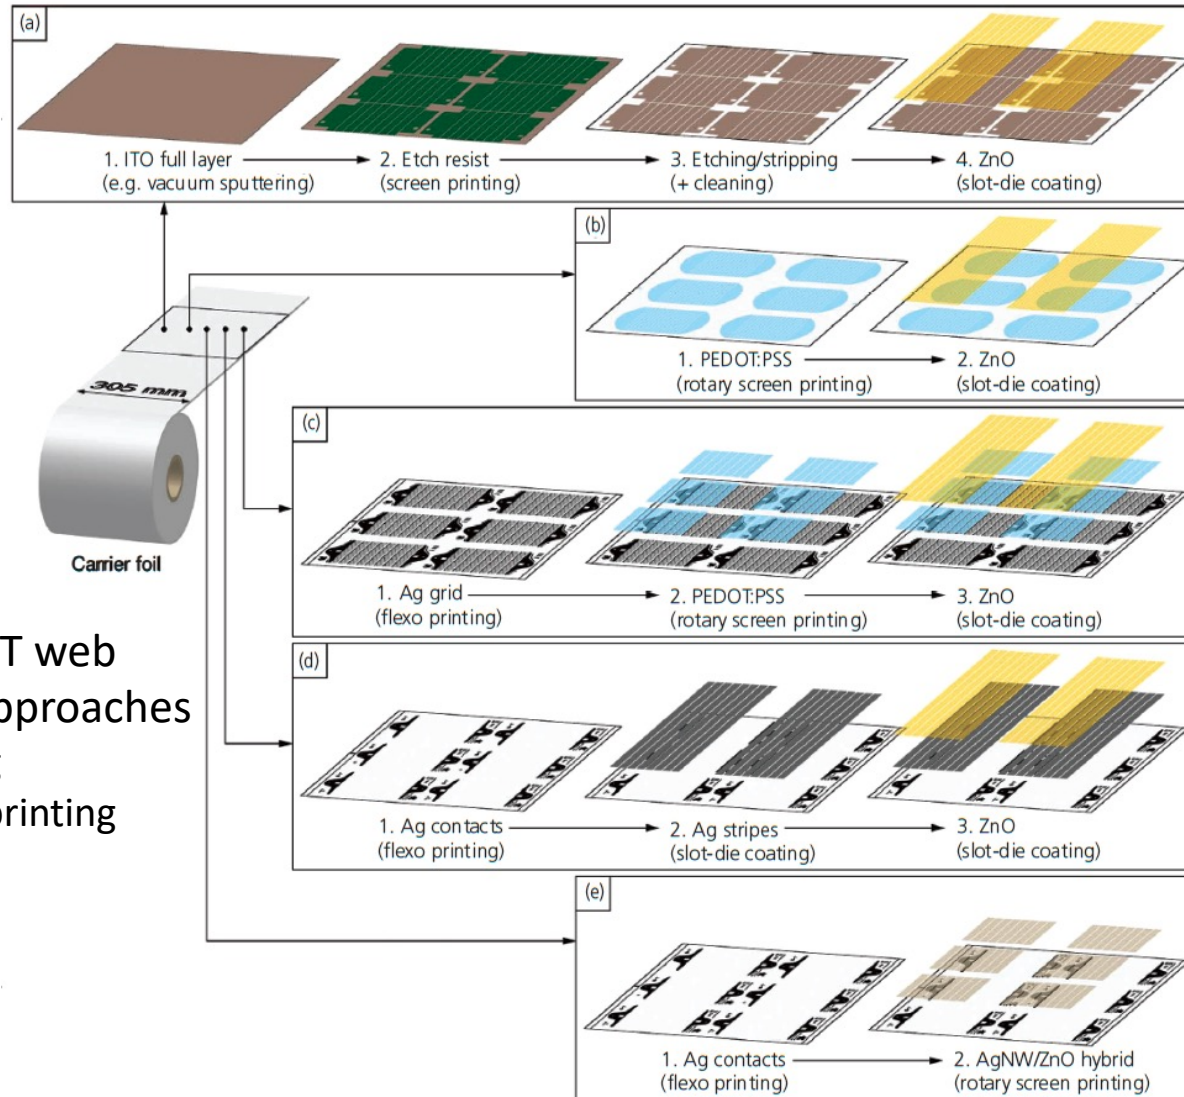 (a)
1. ITO full layer
(e.g. vacuum sputtering)
2. Etch resist
(screen printing)
3. Etching/stripping
(+ cleaning)
4. ZnO
(slot-die coating)
(b)
1. PEDOT:PSS
(rotary screen printing)
2. ZnO
(slot-die coating)
305 mm
Carrier foil
(c)
1. Ag grid
(flexo printing)
2. PEDOT:PSS
(rotary screen printing)
3. ZnO
(slot-die coating)
T web
pproaches
printing
(d)
1. Ag contacts
(flexo printing)
2. Ag stripes
(slot-die coating)
3. ZnO
(slot-die coating)
(e)
1. Ag contacts
(flexo printing)
2. AgNW/ZnO hybrid
(rotary screen printing)